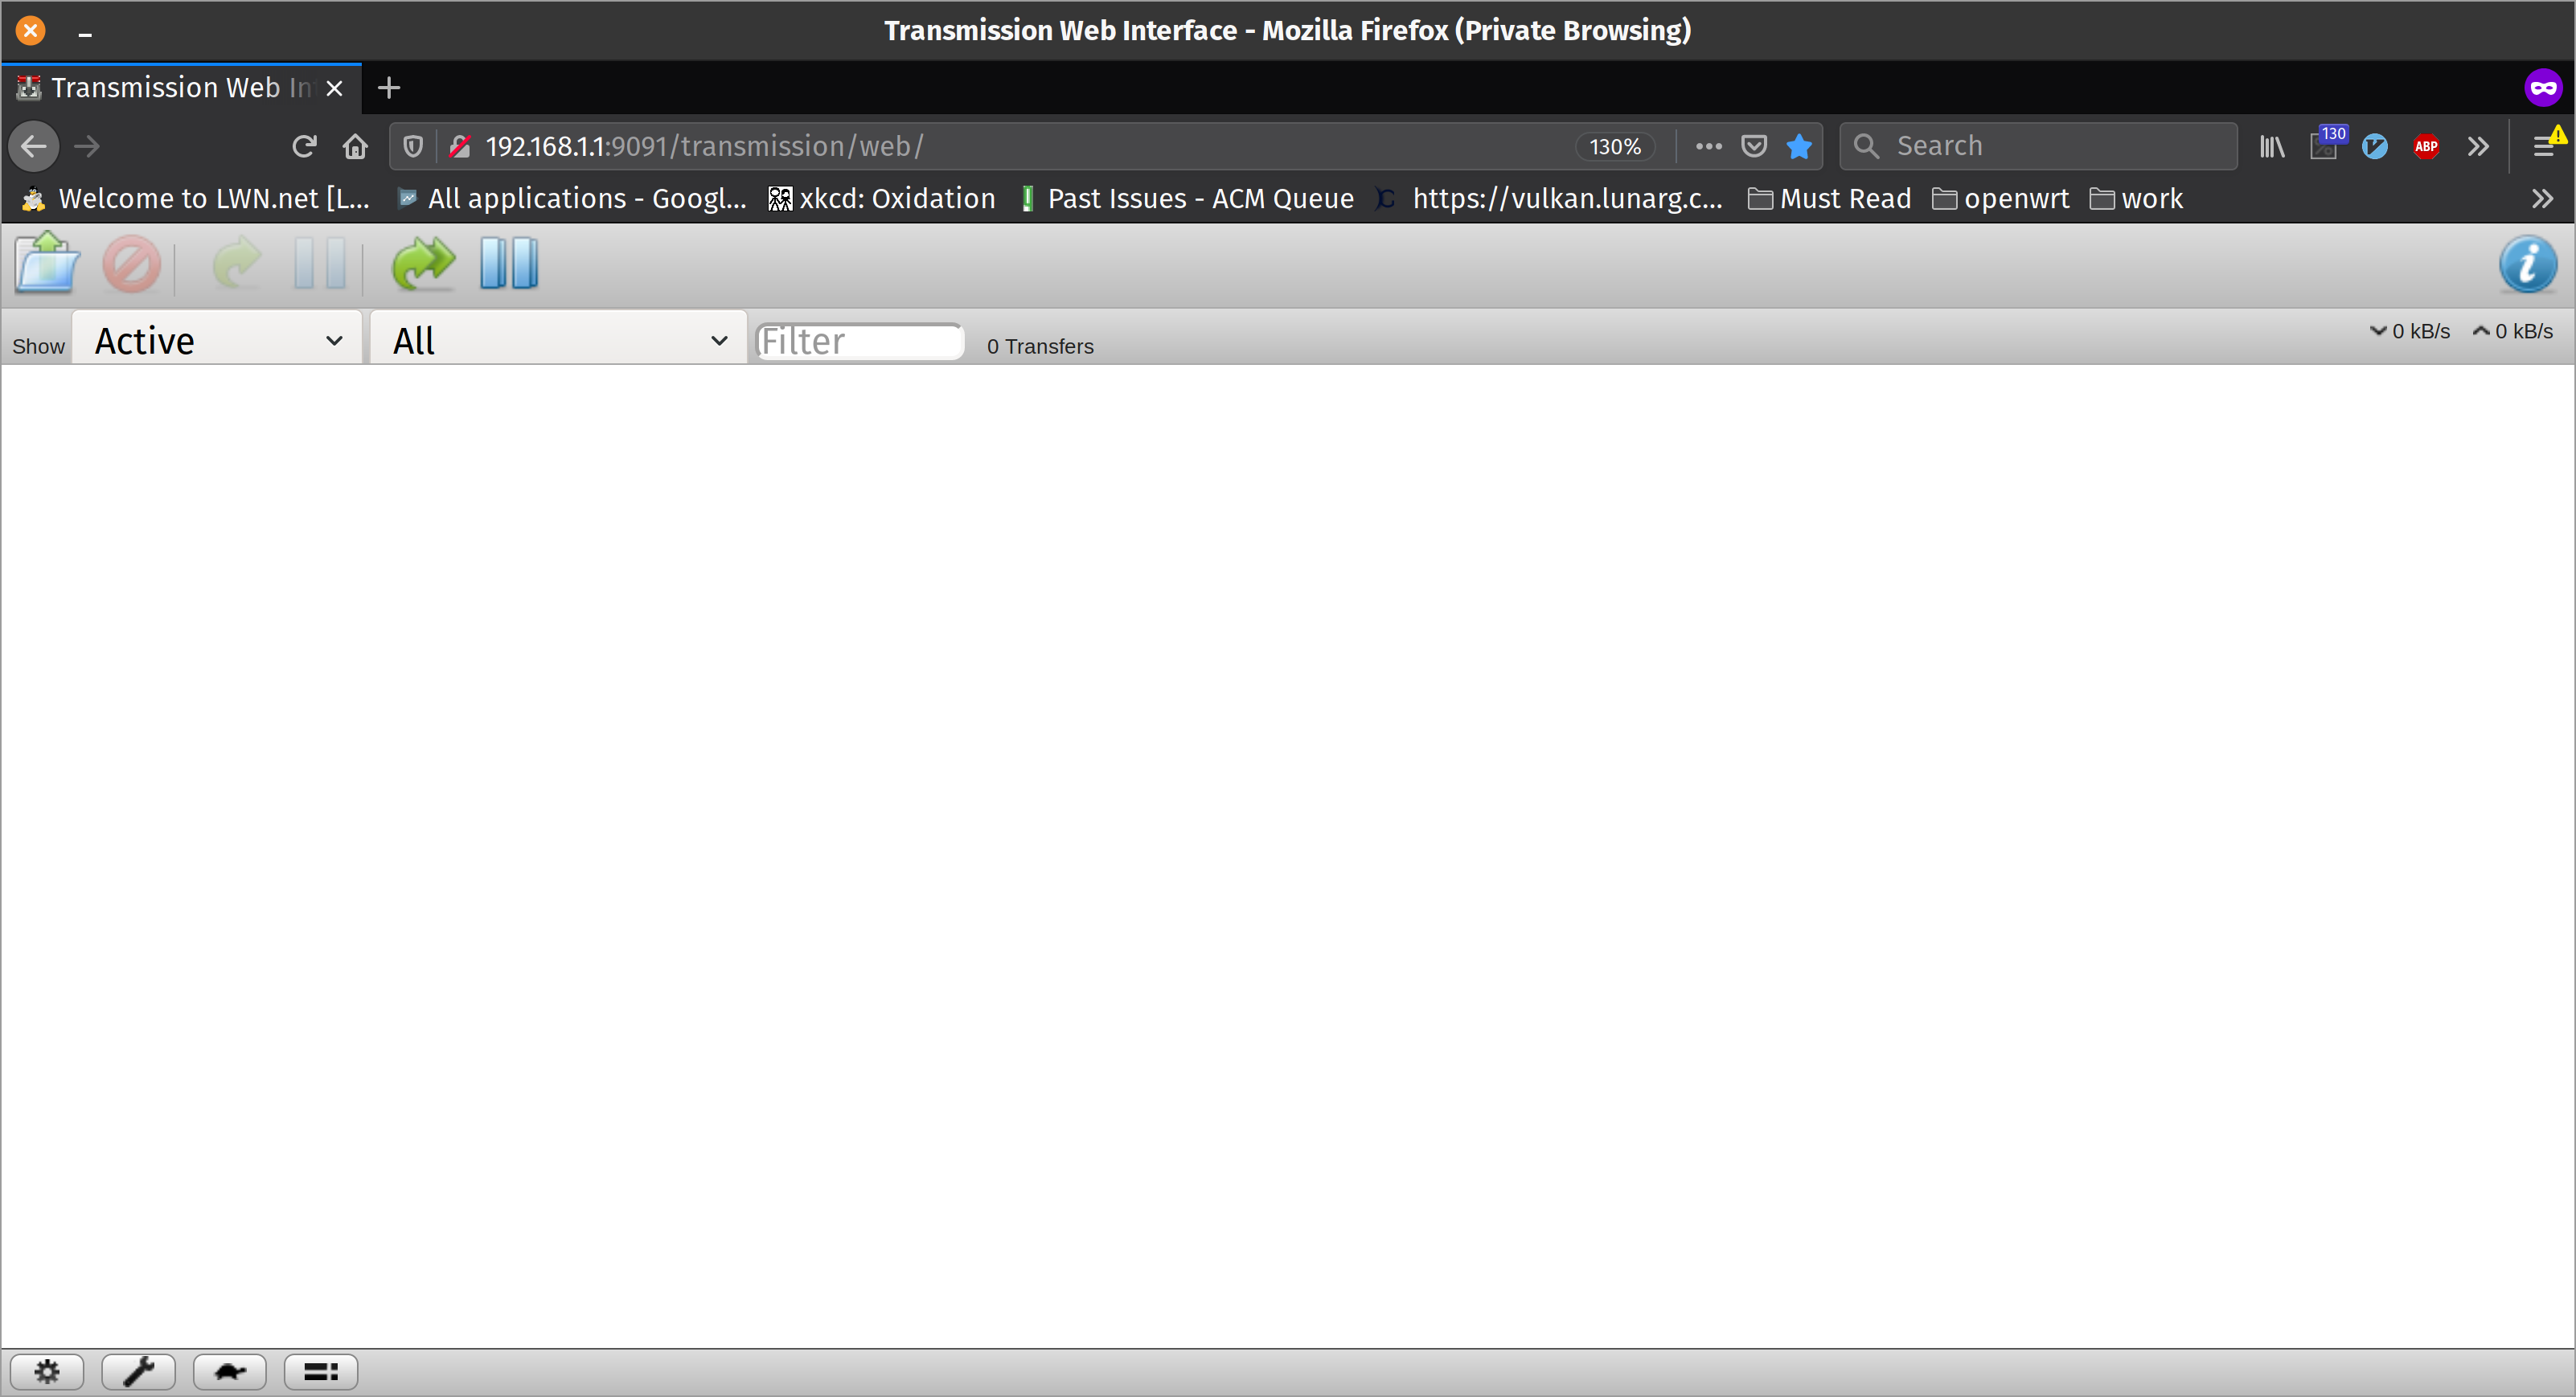 Transmission Web Interface - Mozilla Firefox (Private Browsing)
Transmission Web In
192.168.1.1:9091/transmission/web/ 130% Search 130 ABP
Welcome to LWN.net [L... All applications - Googl... xkcd: Oxidation Past Issues - ACM Queue https://vulkan.lunarg.c... Must Read openwrt work
Show Active All Filter 0 Transfers 0 kB/s 0 kB/s